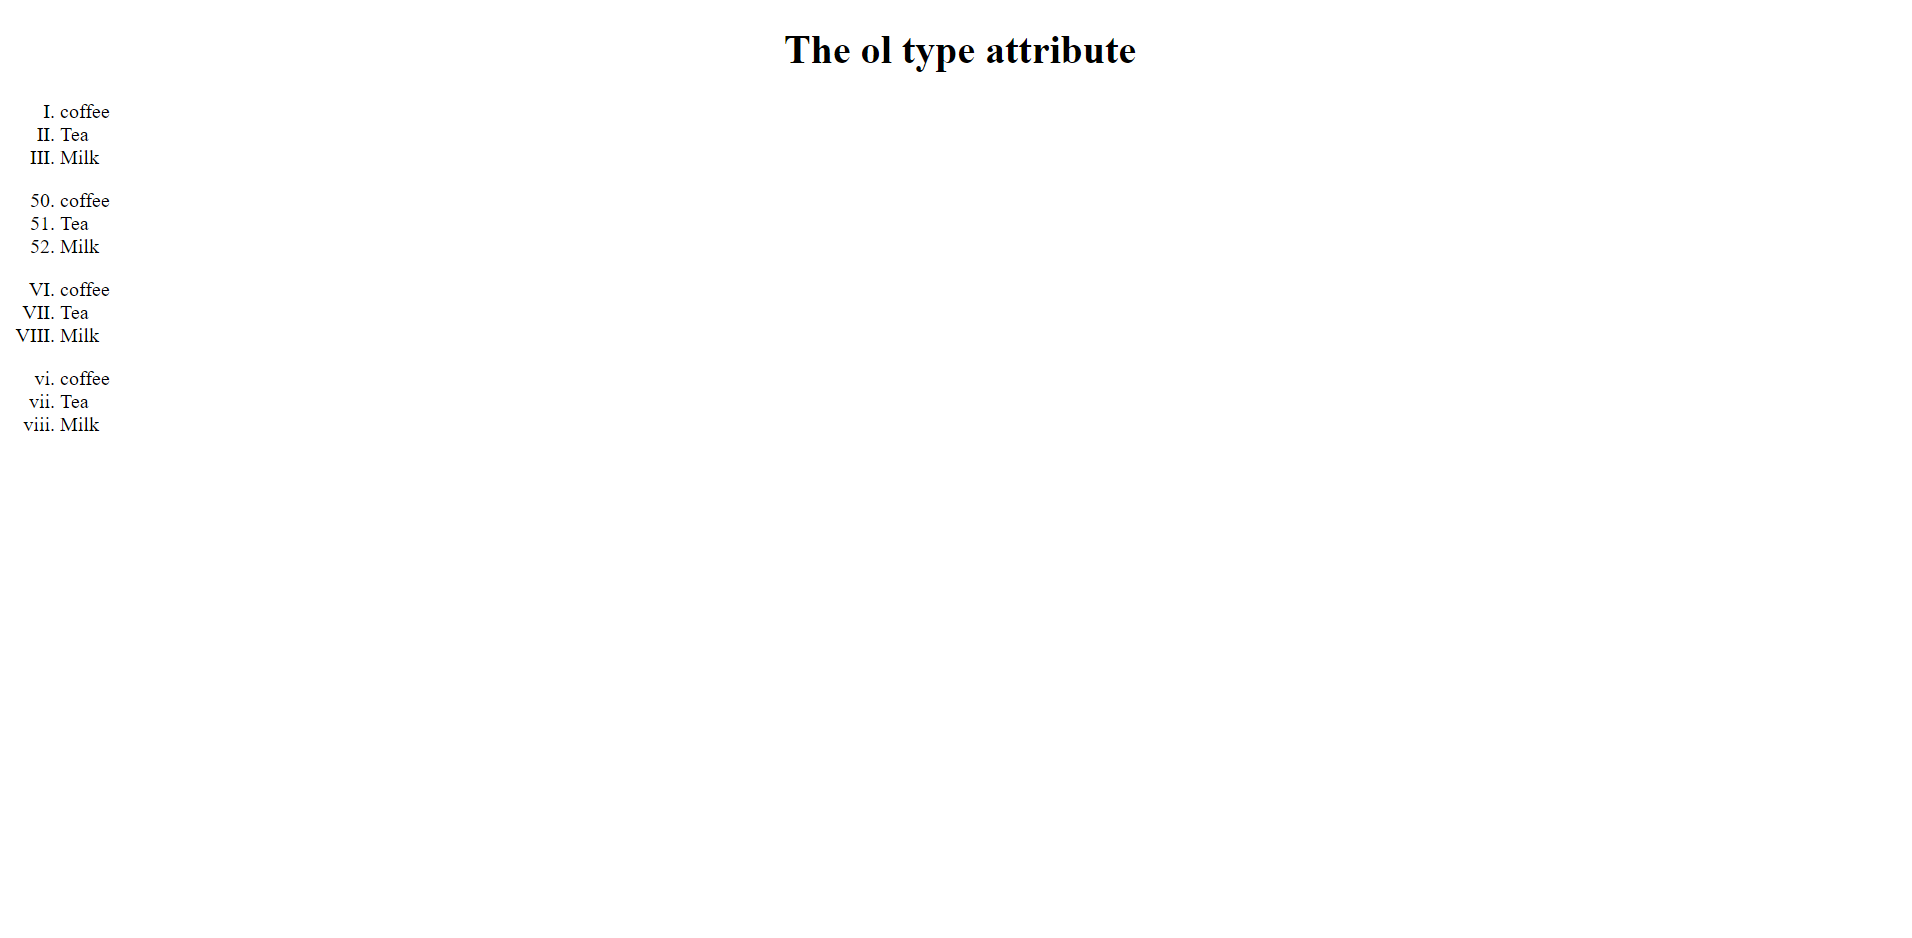 The ol type attribute
I. coffee
II. Tea
III. Milk
50. coffee
51. Tea
52. Milk
VI. coffee
VII. Tea
VIII. Milk
vi. coffee
vii. Tea
viii. Milk